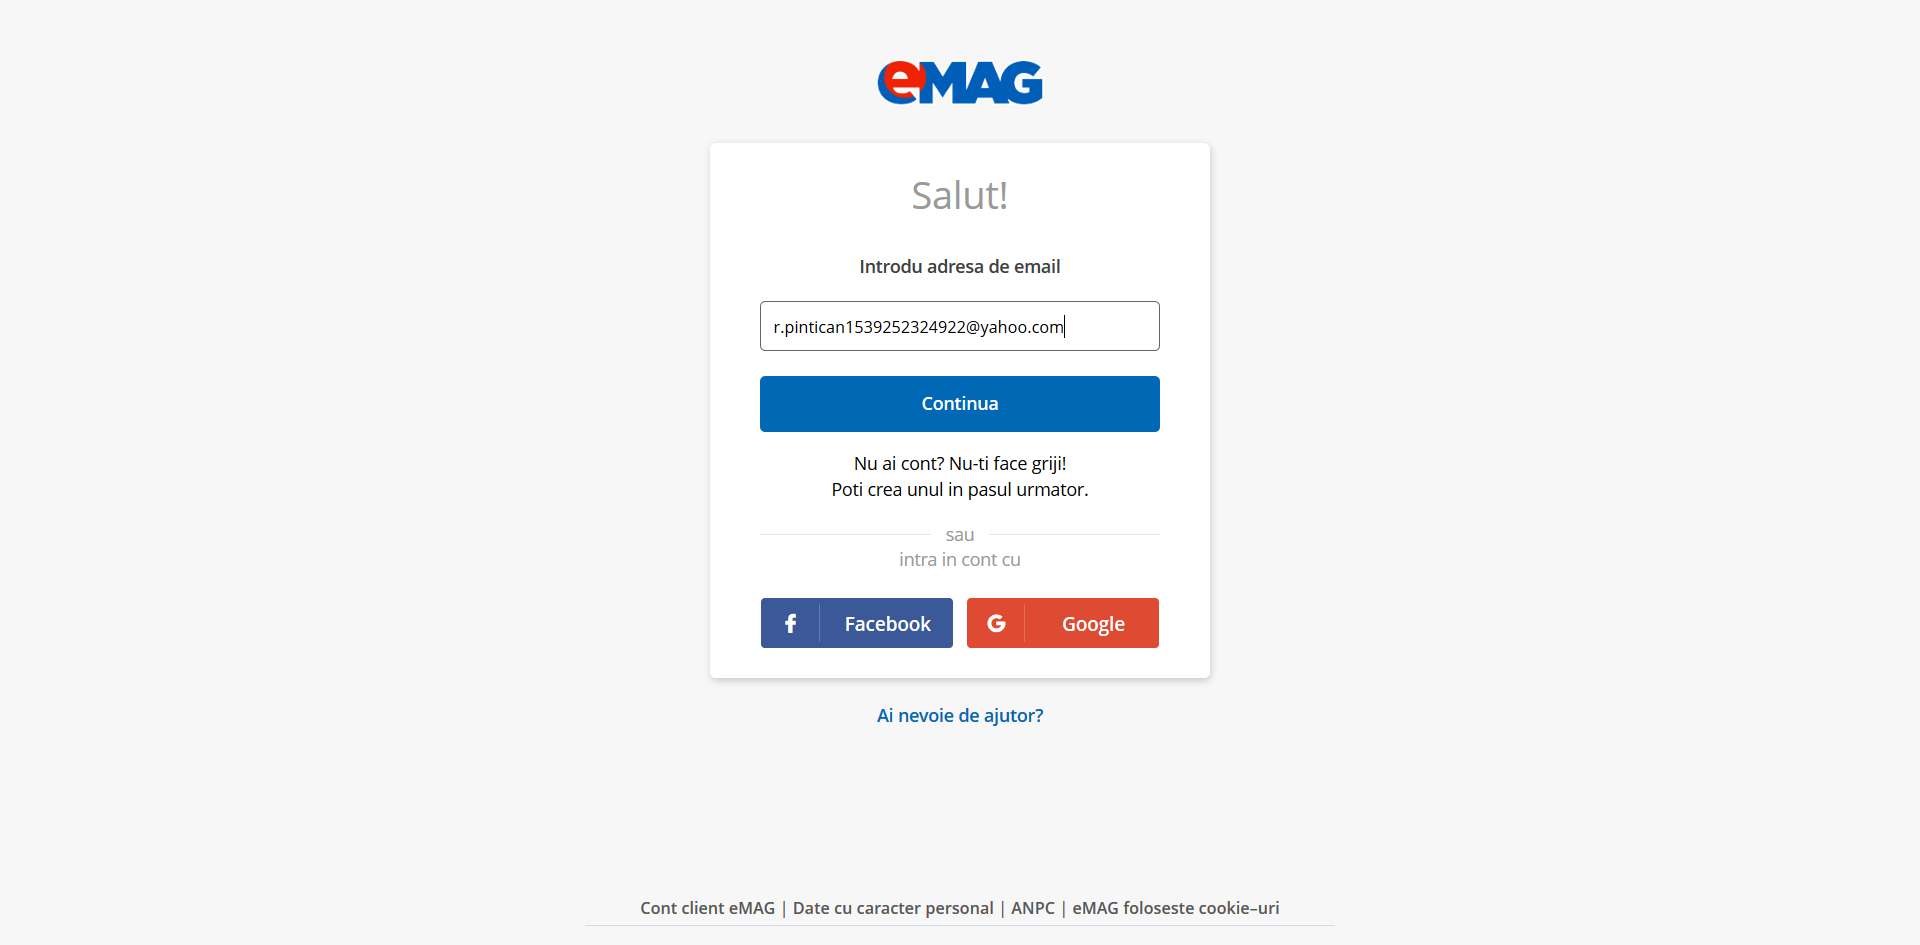 eMAG
Salut!
Introdu adresa de email
r.pintican1539252324922@yahoo.com
Continua
Nu ai cont? Nu-ti face griji!
Poti crea unul in pasul urmator.
sau
intra in cont cu
f Facebook
G Google
Ai nevoie de ajutor?
Cont client eMAG | Date cu caracter personal | ANPC | eMAG foloseste cookie–uri